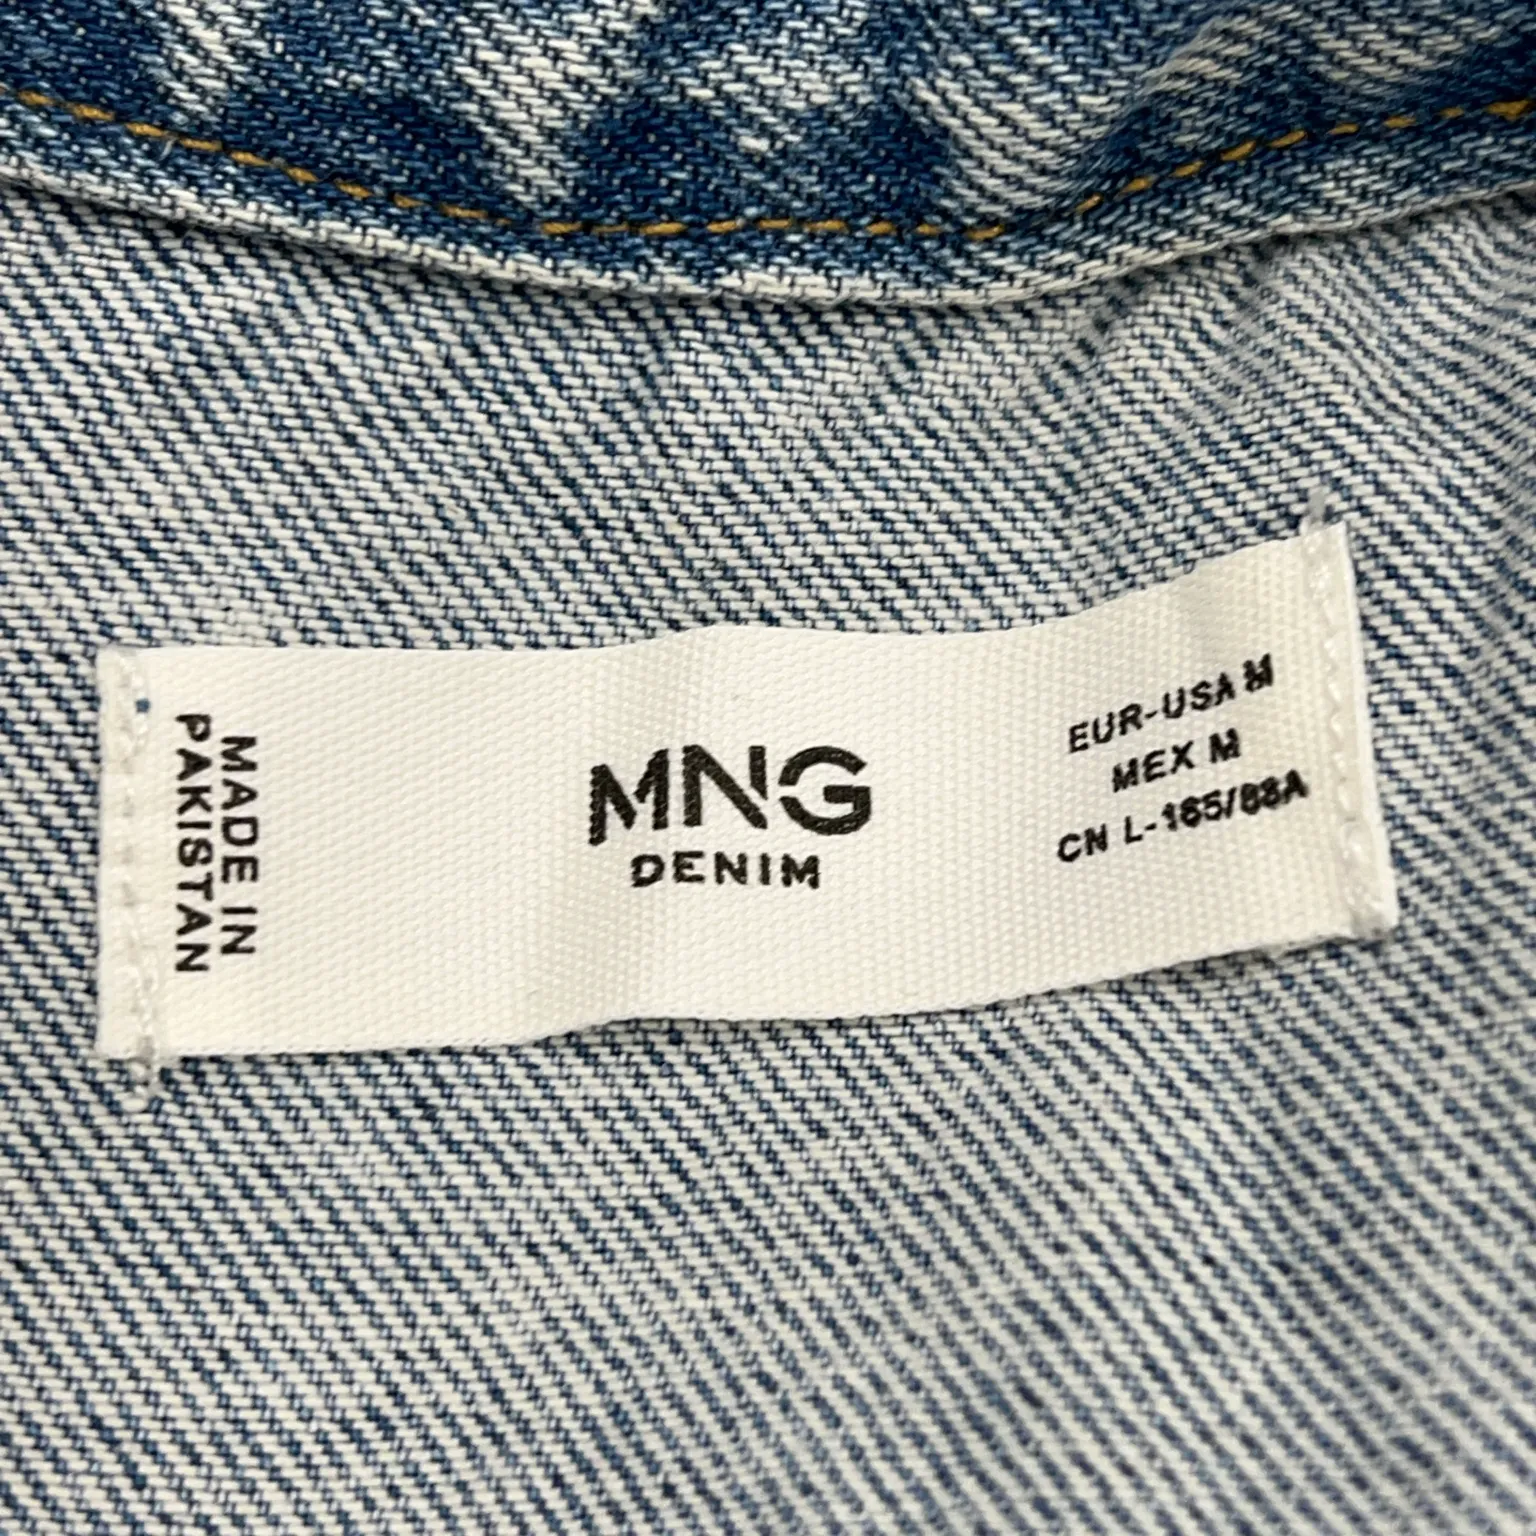 MADE IN
PAKISTAN
MNG
DENIM
EUR-USA M
MEX M
CN L-165/88A